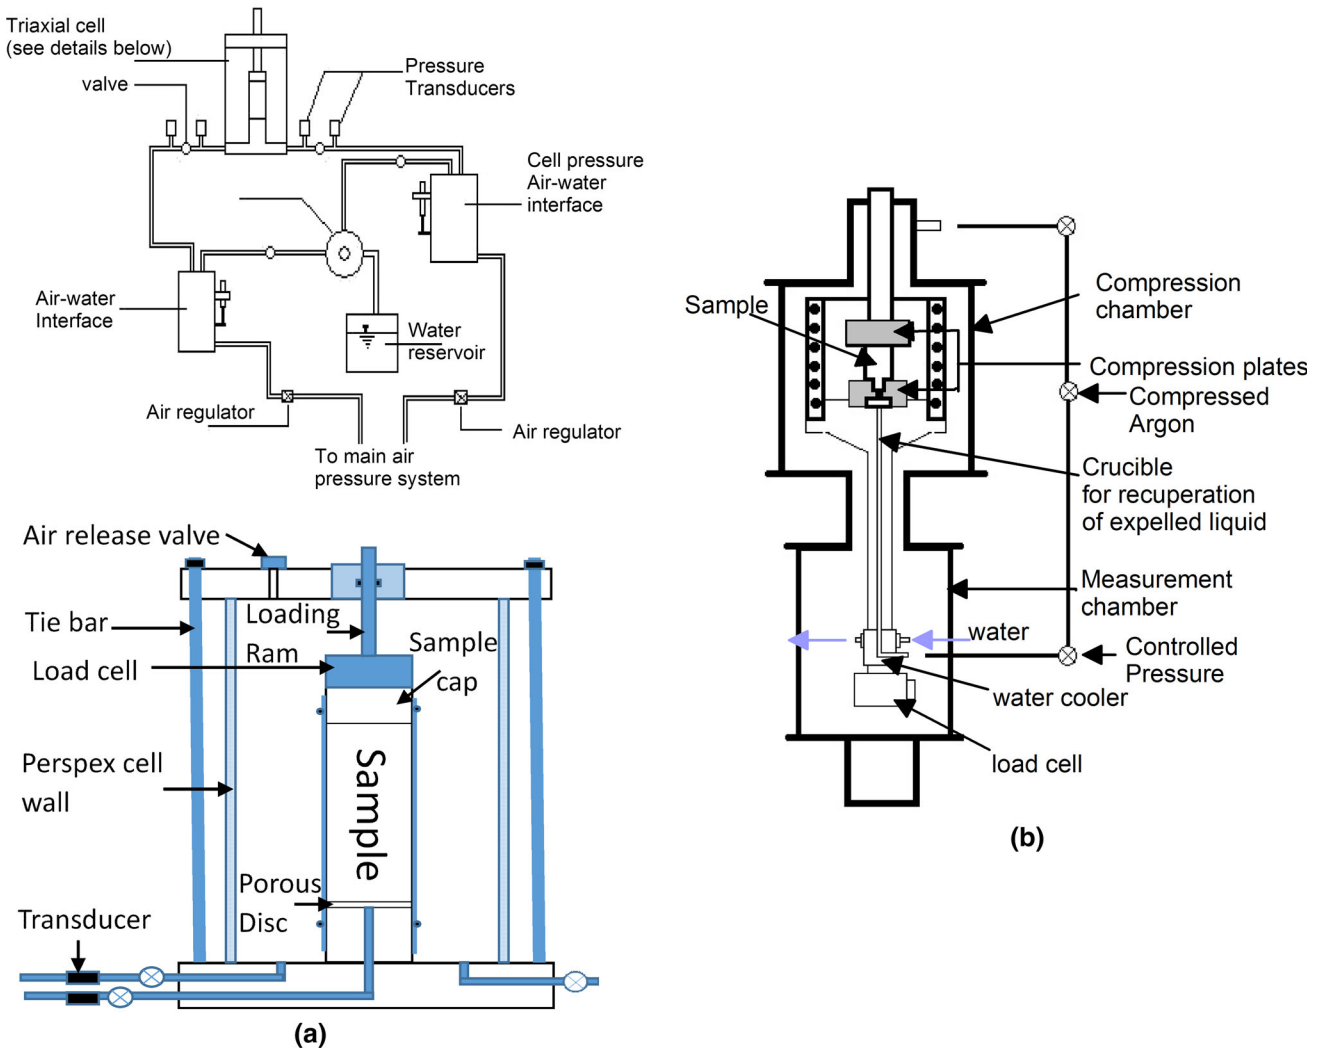 Triaxial cell
(see details below)
valve
Pressure
Transducers
Cell pressure
Air-water
interface
Air-water
Interface
Water
reservoir
Air regulator
Air regulator
To main air
pressure system
Air release valve
Tie bar
Loading
Ram
Load cell
Sample
cap
Perspex cell
wall
Sample
Porous
Disc
Transducer
(a)
Sample
Compression
chamber
Compression plates
Compressed
Argon
Crucible
for recuperation
of expelled liquid
Measurement
chamber
water
Controlled
Pressure
water cooler
load cell
(b)